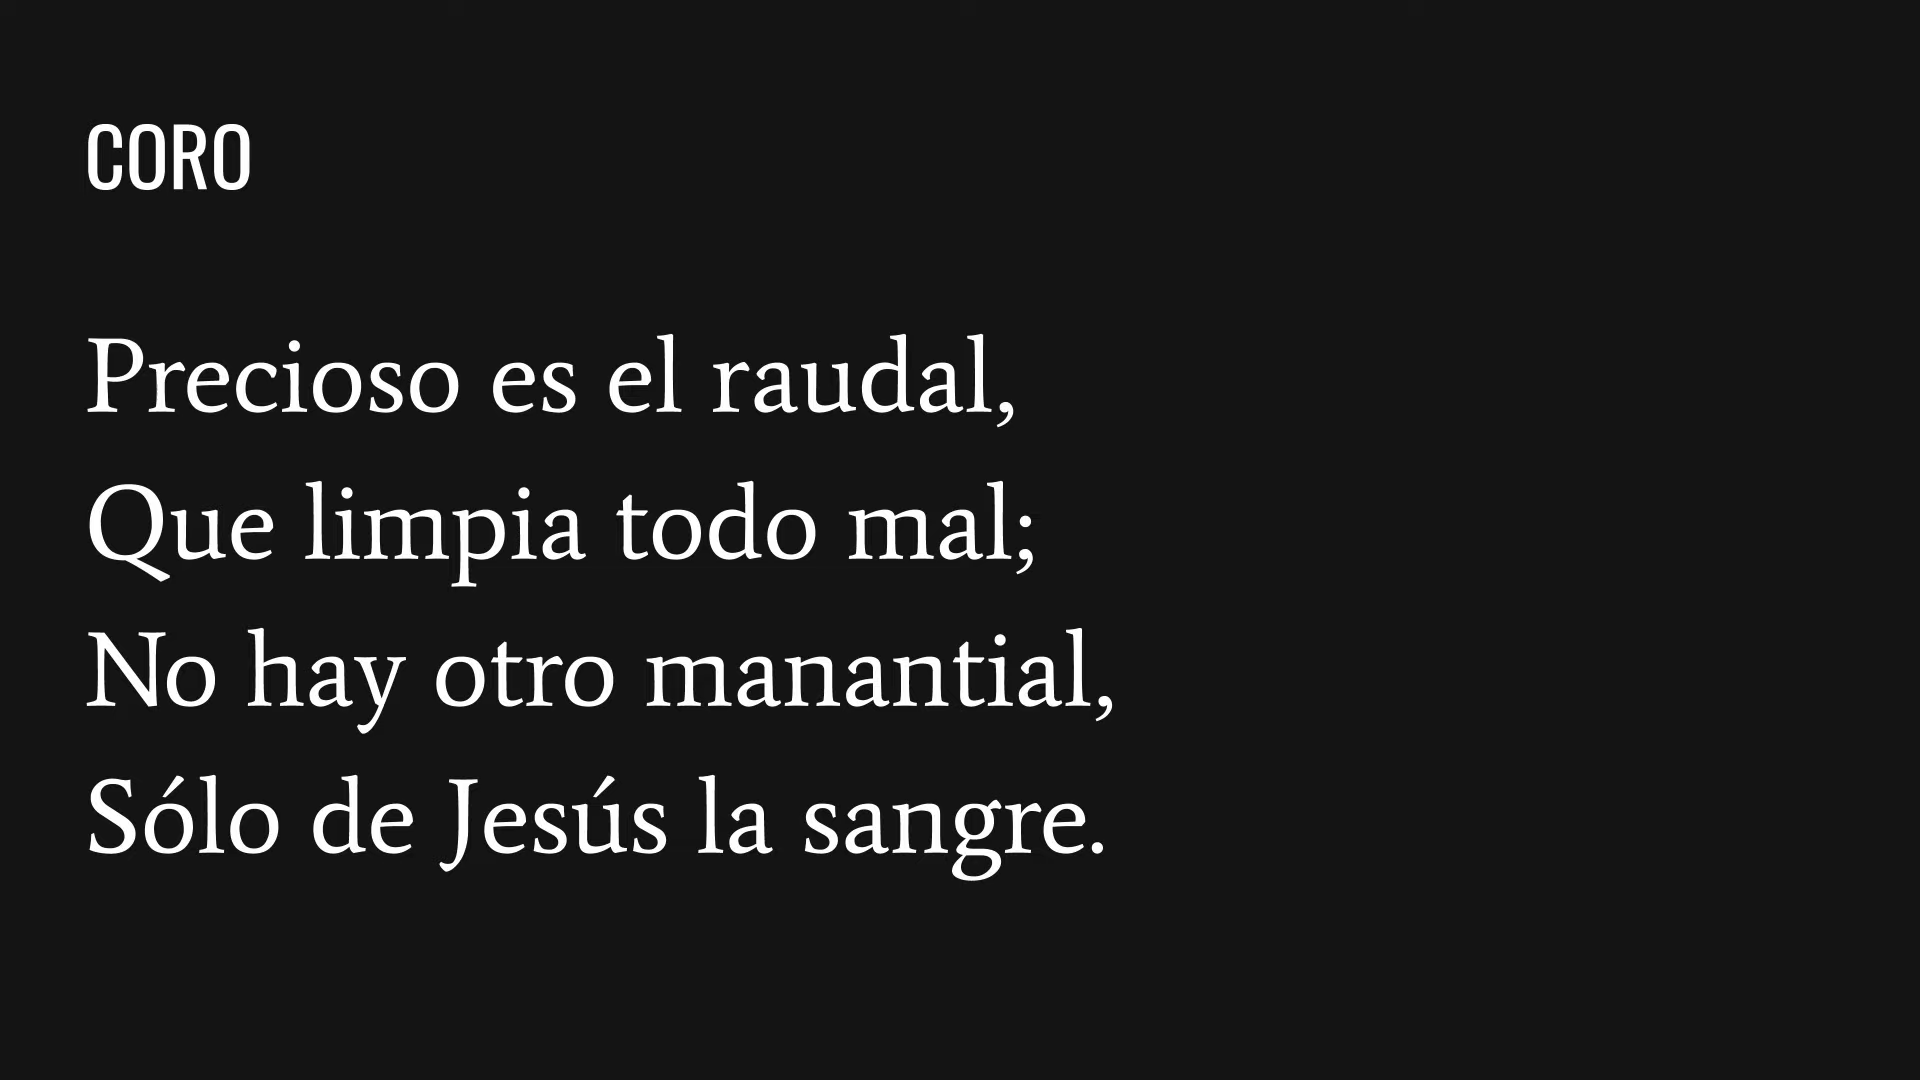 CORO
Precioso es el raudal,
Que limpia todo mal;
No hay otro manantial,
Sólo de Jesús la sangre.